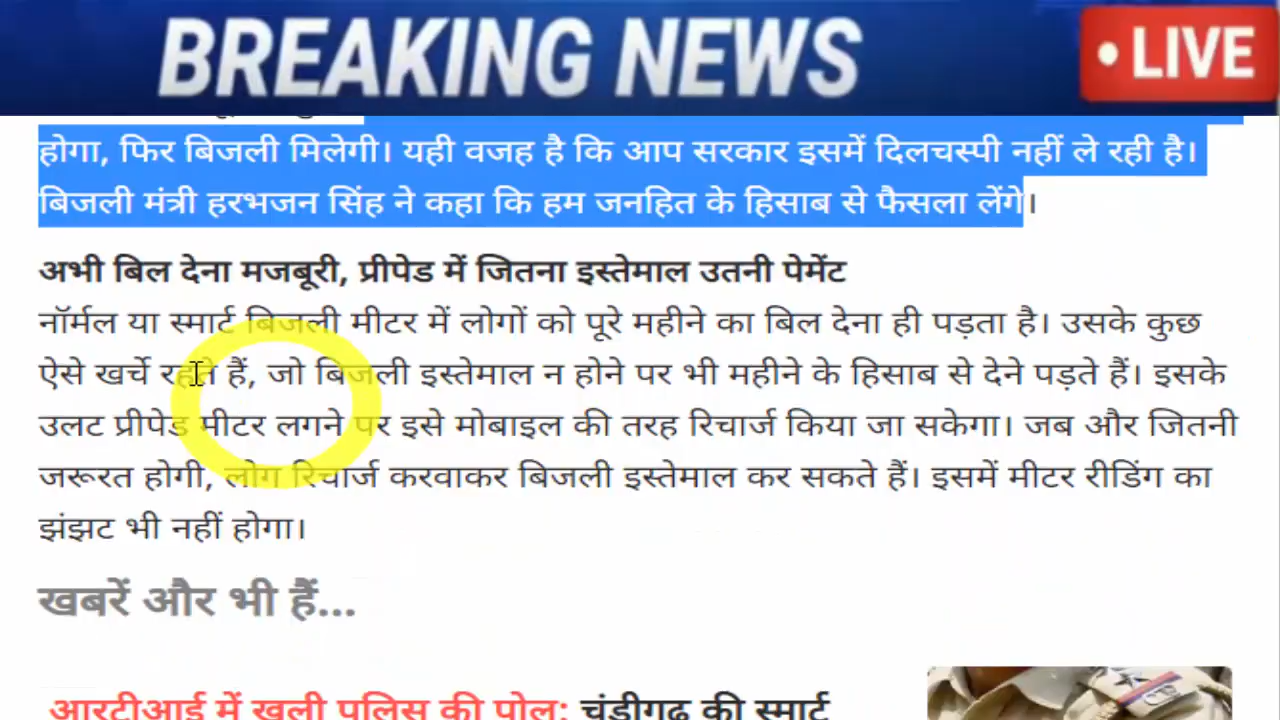 BREAKING NEWS
• LIVE
होगा, फिर बिजली मिलेगी। यही वजह है कि आप सरकार इसमें दिलचस्पी नहीं ले रही है।
बिजली मंत्री हरभजन सिंह ने कहा कि हम जनहित के हिसाब से फैसला लेंगे।
अभी बिल देना मजबूरी, प्रीपेड में जितना इस्तेमाल उतनी पेमेंट
नॉर्मल या स्मार्ट बिजली मीटर में लोगों को पूरे महीने का बिल देना ही पड़ता है। उसके कुछ
ऐसे खर्चे रहते हैं, जो बिजली इस्तेमाल न होने पर भी महीने के हिसाब से देने पड़ते हैं। इसके
उलट प्रीपेड मीटर लगने पर इसे मोबाइल की तरह रिचार्ज किया जा सकेगा। जब और जितनी
जरूरत होगी, लोग रिचार्ज करवाकर बिजली इस्तेमाल कर सकते हैं। इसमें मीटर रीडिंग का
झंझट भी नहीं होगा।
खबरें और भी हैं...
आरटीआई में खुली पुलिस की पोल: चंडीगढ़ की स्मार्ट